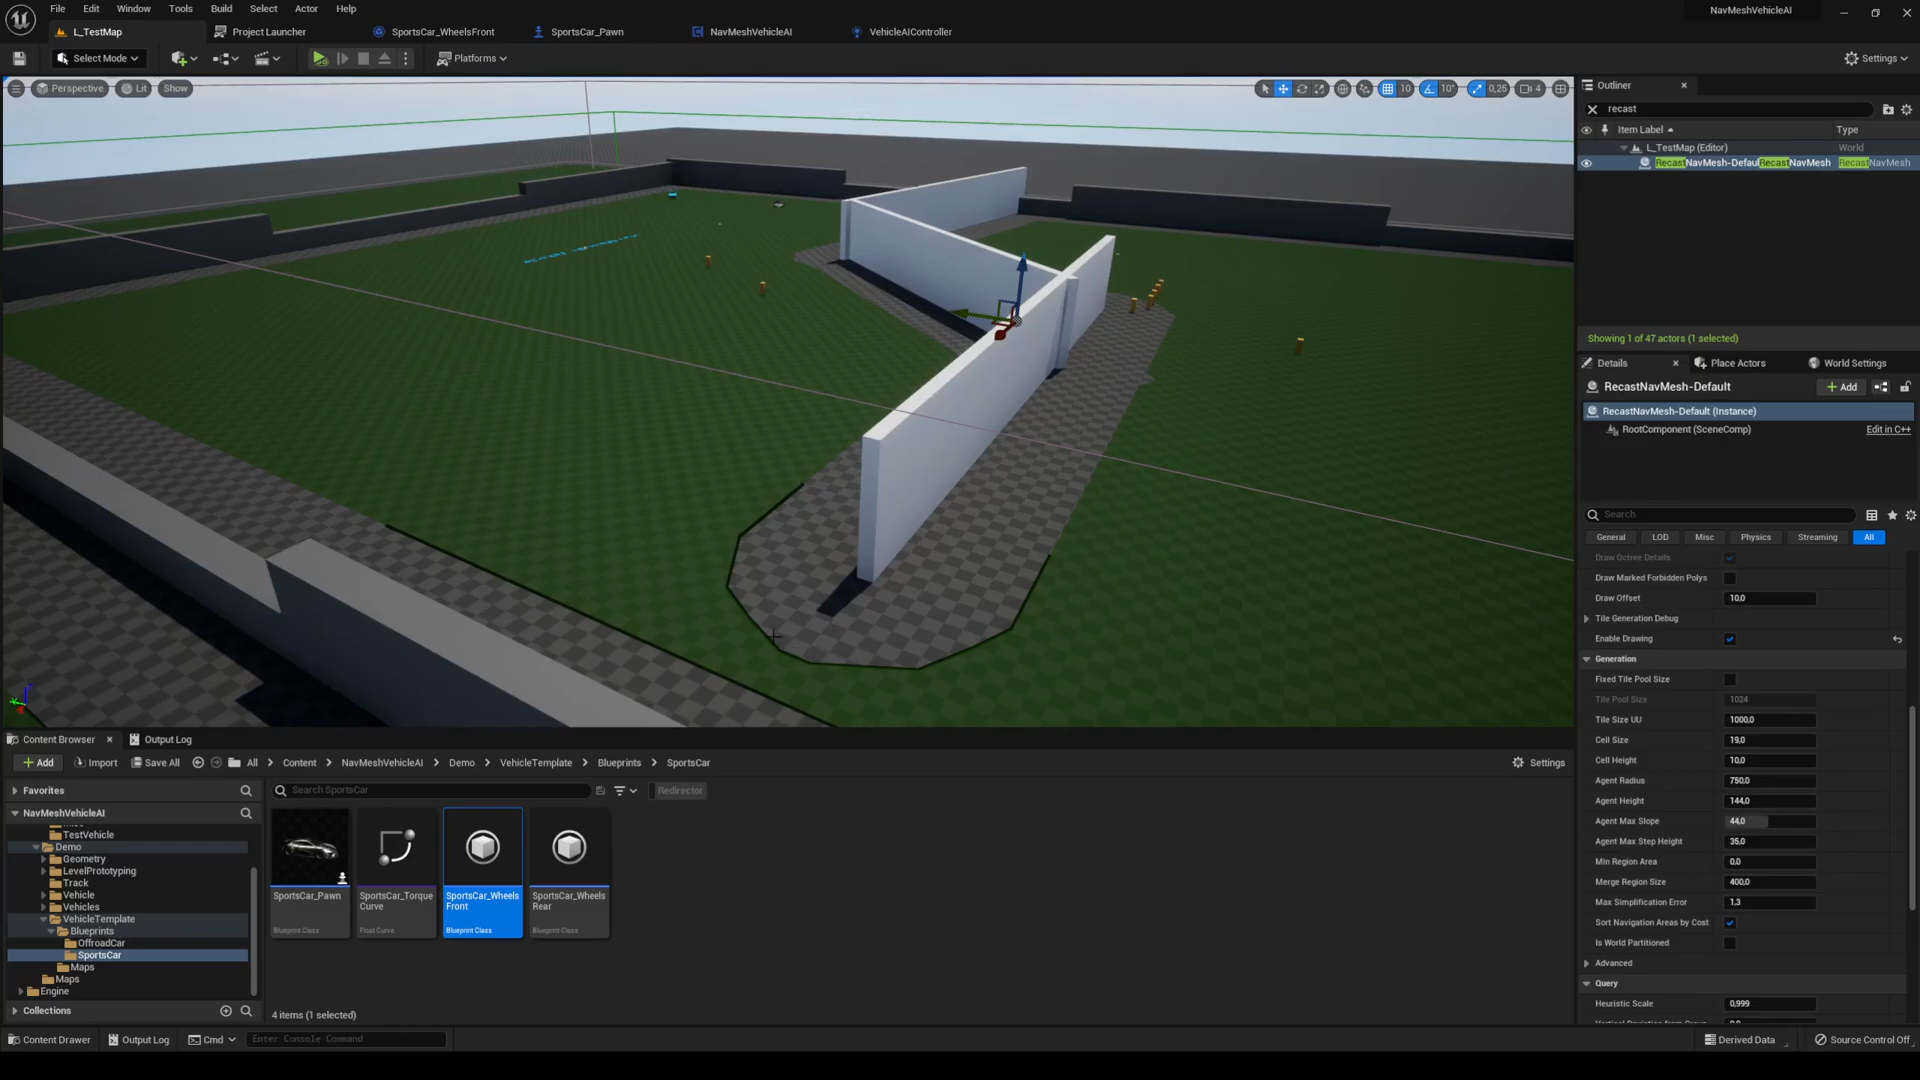 File Edit Window Tools Build Select Actor Help
NavMeshVehicleAI
L_TestMap
Project Launcher
SportsCar_WheelsFront
SportsCar_Pawn
NavMeshVehicleAI
VehicleAIController
Select Mode
Platforms
Settings
Perspective
Lit
Show
10
10°
0,25
4
Outliner
recast
Item Label
Type
L_TestMap (Editor)
World
RecastNavMesh-Defau RecastNavMesh
RecastNavMesh
Showing 1 of 47 actors (1 selected)
Details
Place Actors
World Settings
RecastNavMesh-Default
Add
RecastNavMesh-Default (Instance)
RootComponent (SceneComp)
Edit in C++
Search
General
LOD
Misc
Physics
Streaming
All
Draw Octree Details
Draw Marked Forbidden Polys
Draw Offset
10,0
Tile Generation Debug
Enable Drawing
Generation
Fixed Tile Pool Size
Tile Pool Size
1024
Tile Size UU
1000,0
Cell Size
19,0
Cell Height
10,0
Agent Radius
750,0
Agent Height
144,0
Agent Max Slope
44,0
Agent Max Step Height
35,0
Min Region Area
0,0
Merge Region Size
400,0
Max Simplification Error
1,3
Sort Navigation Areas by Cost
Is World Partitioned
Advanced
Query
Heuristic Scale
0,999
Content Browser
Output Log
Add
Import
Save All
All > Content > NavMeshVehicleAI > Demo > VehicleTemplate > Blueprints > SportsCar
Settings
Favorites
Search SportsCar
Redirector
NavMeshVehicleAI
TestVehicle
Demo
Geometry
LevelPrototyping
Track
Vehicle
Vehicles
VehicleTemplate
Blueprints
OffroadCar
SportsCar
Maps
Maps
Engine
Collections
SportsCar_Pawn
Blueprint Class
SportsCar_Torque
Curve
Float Curve
SportsCar_Wheels
Front
Blueprint Class
SportsCar_Wheels
Rear
Blueprint Class
4 items (1 selected)
Content Drawer
Output Log
Cmd
Enter Console Command
Derived Data
Source Control Off